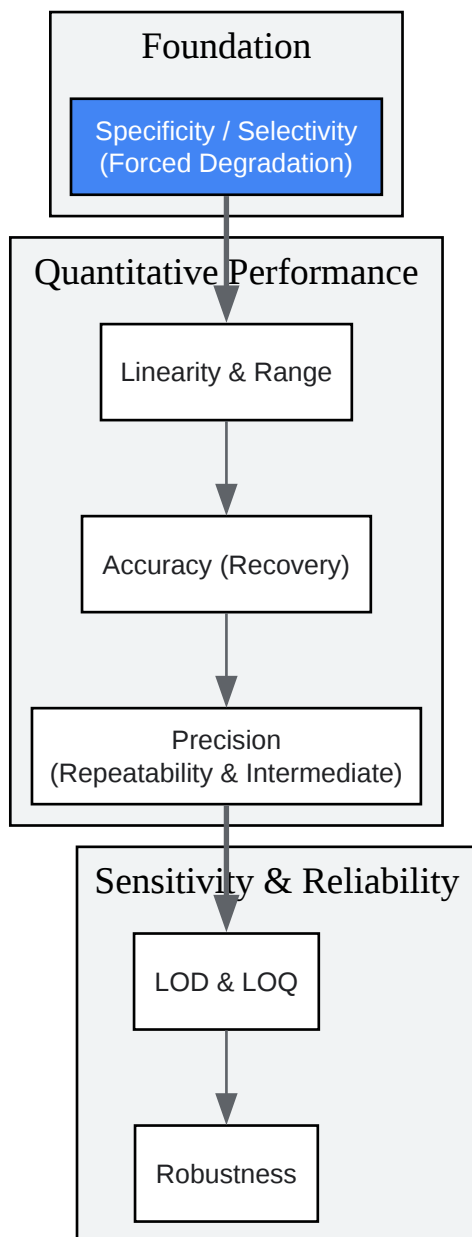 Foundation
Specificity / Selectivity
(Forced Degradation)
Quantitative Performance
Linearity & Range
Accuracy (Recovery)
Precision
(Repeatability & Intermediate)
Sensitivity & Reliability
LOD & LOQ
Robustness